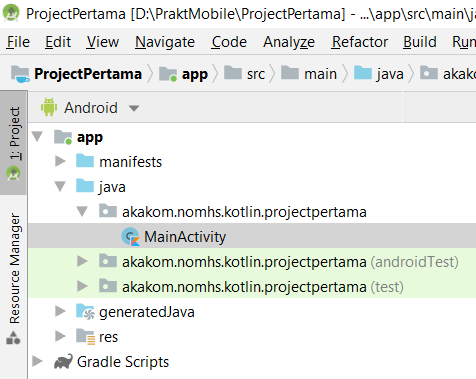 ProjectPertama [D:\PraktMobile\ProjectPertama] - ...\app\src\main\ja
File Edit View Navigate Code Analyze Refactor Build Run
ProjectPertama app src main java akako
1: Project
Android
app
manifests
java
akakom.nomhs.kotlin.projectpertama
MainActivity
akakom.nomhs.kotlin.projectpertama (androidTest)
akakom.nomhs.kotlin.projectpertama (test)
generatedJava
res
Gradle Scripts
Resource Manager